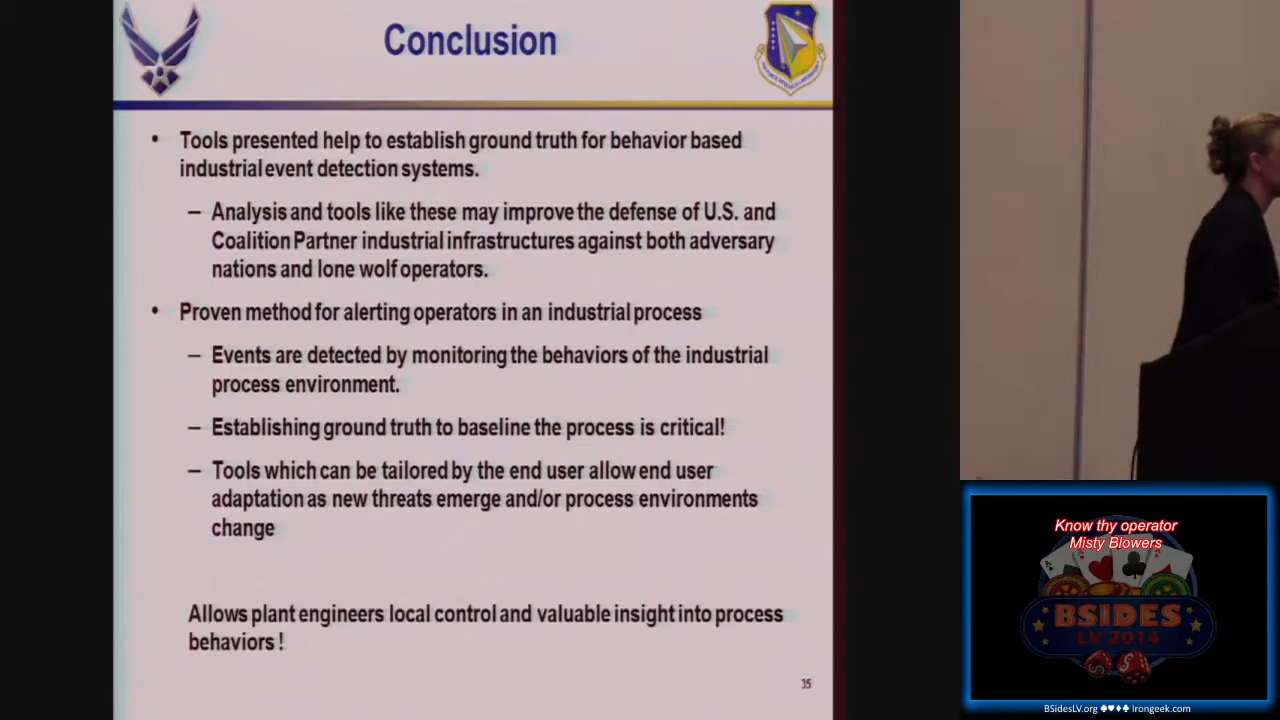 Conclusion
• Tools presented help to establish ground truth for behavior based
industrial event detection systems.
– Analysis and tools like these may improve the defense of U.S. and
Coalition Partner industrial infrastructures against both adversary
nations and lone wolf operators.
• Proven method for alerting operators in an industrial process
– Events are detected by monitoring the behaviors of the industrial
process environment.
– Establishing ground truth to baseline the process is critical!
– Tools which can be tailored by the end user allow end user
adaptation as new threats emerge and/or process environments
change
Allows plant engineers local control and valuable insight into process
behaviors !
35
Know thy operator
Misty Blowers
BSIDES
LV 2014
BSidesLV.org ♠♥♦♣ Irongeek.com